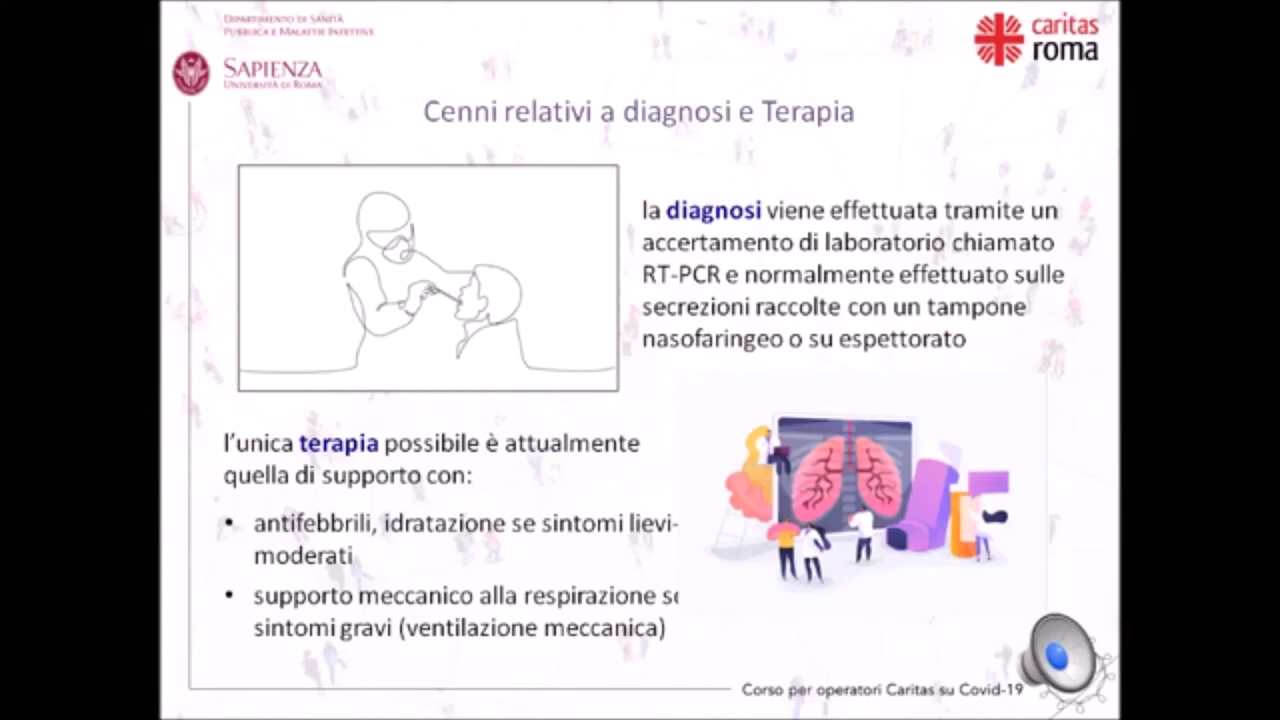 DIPARTIMENTO DI SANITÀ
PUBBLICA E MALATTIE INFETTIVE
SAPIENZA
UNIVERSITÀ DI ROMA
caritas
roma
Cenni relativi a diagnosi e Terapia
la diagnosi viene effettuata tramite un
accertamento di laboratorio chiamato
RT-PCR e normalmente effettuato sulle
secrezioni raccolte con un tampone
nasofaringeo o su espettorato
l'unica terapia possibile è attualmente
quella di supporto con:
• antifebbrili, idratazione se sintomi lievi-
moderati
• supporto meccanico alla respirazione se
sintomi gravi (ventilazione meccanica)
Corso per operatori Caritas su Covid-19